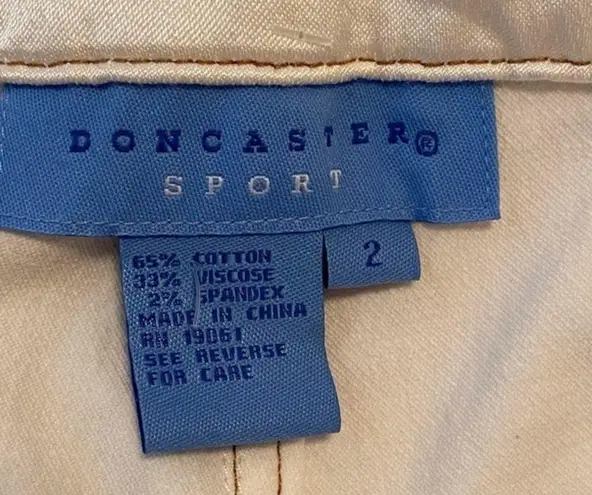 DONCASTER®
SPORT
2
65% COTTON
33% VISCOSE
2% SPANDEX
MADE IN CHINA
RN 19061
SEE REVERSE
FOR CARE